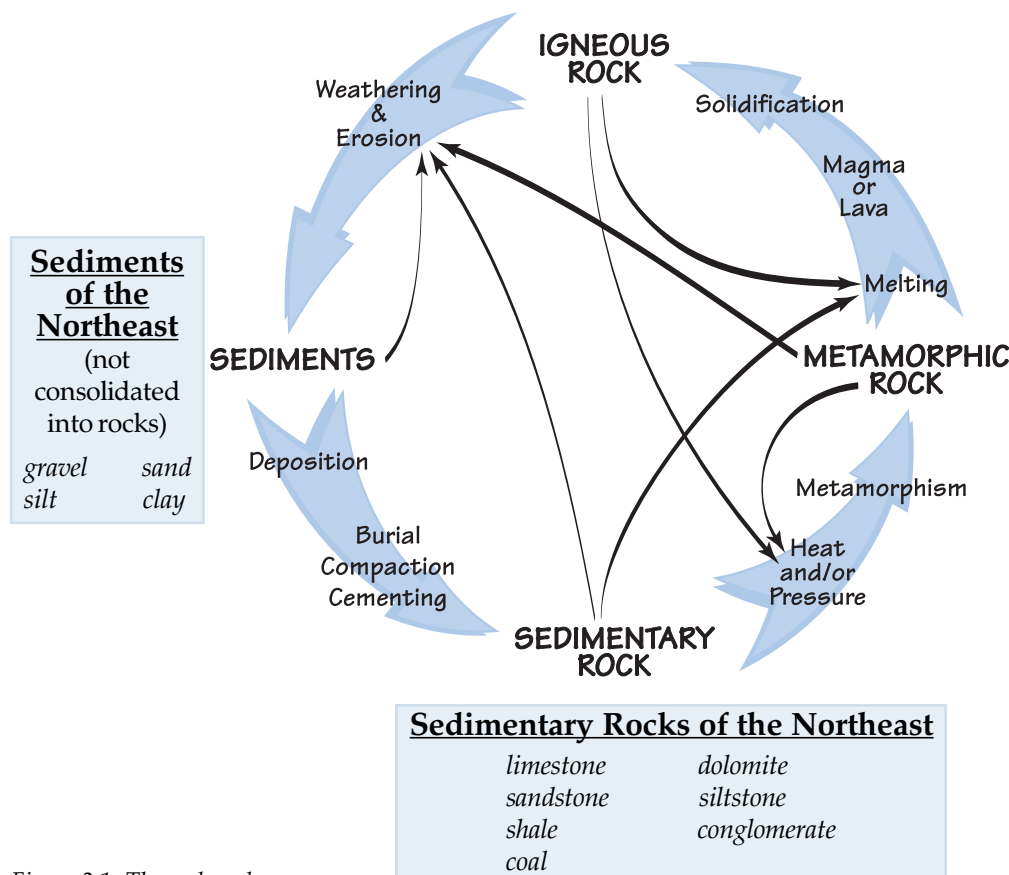 IGNEOUS
ROCK
Weathering
&
Erosion
Solidification
Magma
or
Lava
Melting
Sediments
of the
Northeast
(not
consolidated
into rocks)
gravel sand
silt clay
SEDIMENTS
METAMORPHIC
ROCK
Deposition
Burial
Compaction
Cementing
Metamorphism
Heat
and/or
Pressure
SEDIMENTARY
ROCK
Sedimentary Rocks of the Northeast
limestone dolomite
sandstone siltstone
shale conglomerate
coal
Figure